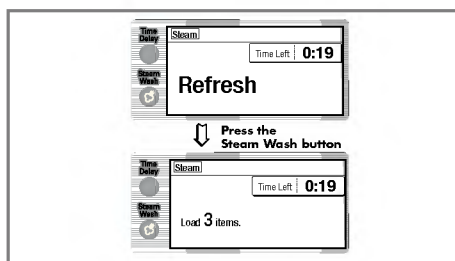 Time
Delay
Steam
Time Left 0:19
Steam
Wash
Refresh
Press the
Steam Wash button
Time
Delay
Steam
Time Left 0:19
Steam
Wash
Load 3 items.